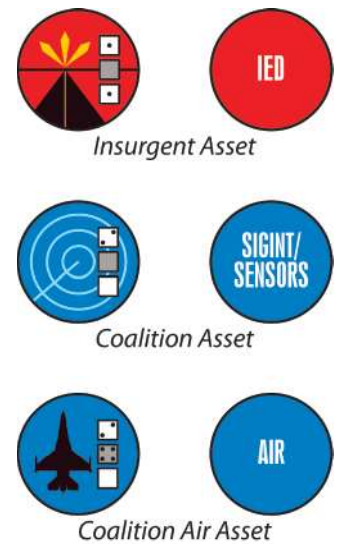 IED
Insurgent Asset
SIGINT/
SENSORS
Coalition Asset
AIR
Coalition Air Asset